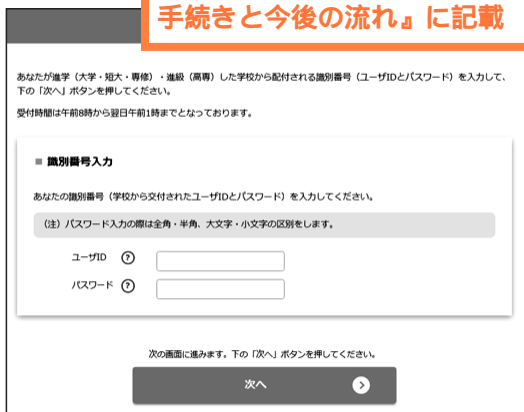 手続きと今後の流れ』に記載
あなたが進学（大学・短大・専修）・進級（高専）した学校から配付される識別番号（ユーザIDとパスワード）を入力して、
下の「次へ」ボタンを押してください。
受付時間は午前8時から翌日午前1時までとなっております。
■ 識別番号入力
あなたの識別番号（学校から交付されたユーザIDとパスワード）を入力してください。
（注）パスワード入力の際は全角・半角、大文字・小文字の区別をします。
ユーザID ?
パスワード ?
次の画面に進みます。下の「次へ」ボタンを押してください。
次へ